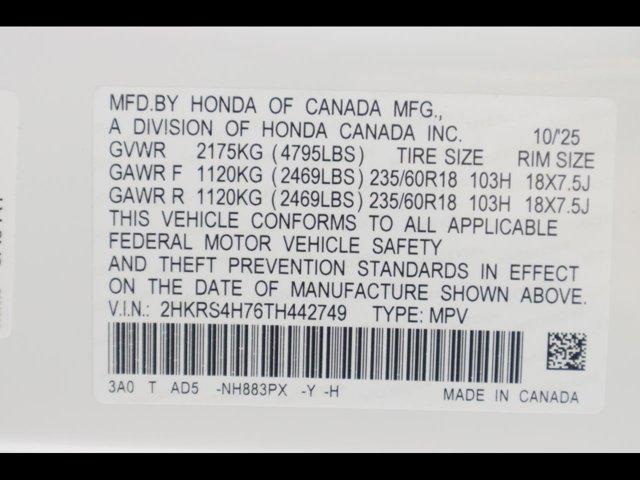 MFD.BY HONDA OF CANADA MFG.,
A DIVISION OF HONDA CANADA INC. 10/'25
GVWR 2175KG (4795LBS) TIRE SIZE RIM SIZE
GAWR F 1120KG (2469LBS) 235/60R18 103H 18X7.5J
GAWR R 1120KG (2469LBS) 235/60R18 103H 18X7.5J
THIS VEHICLE CONFORMS TO ALL APPLICABLE
FEDERAL MOTOR VEHICLE SAFETY
AND THEFT PREVENTION STANDARDS IN EFFECT
ON THE DATE OF MANUFACTURE SHOWN ABOVE.
V.I.N.: 2HKRS4H76TH442749 TYPE: MPV
3A0 T AD5 -NH883PX -Y -H MADE IN CANADA